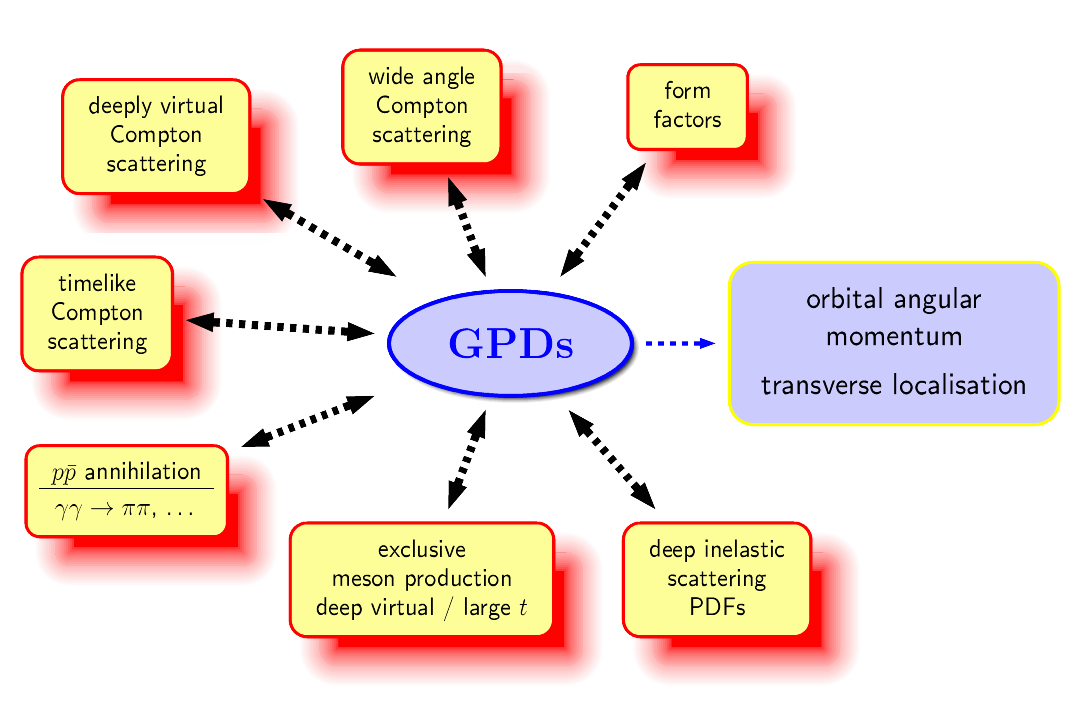 deeply virtual
Compton
scattering
wide angle
Compton
scattering
form
factors
timelike
Compton
scattering
GPDs
orbital angular
momentum
transverse localisation
pp̄ annihilation
γγ → ππ, ...
exclusive
meson production
deep virtual / large t
deep inelastic
scattering
PDFs